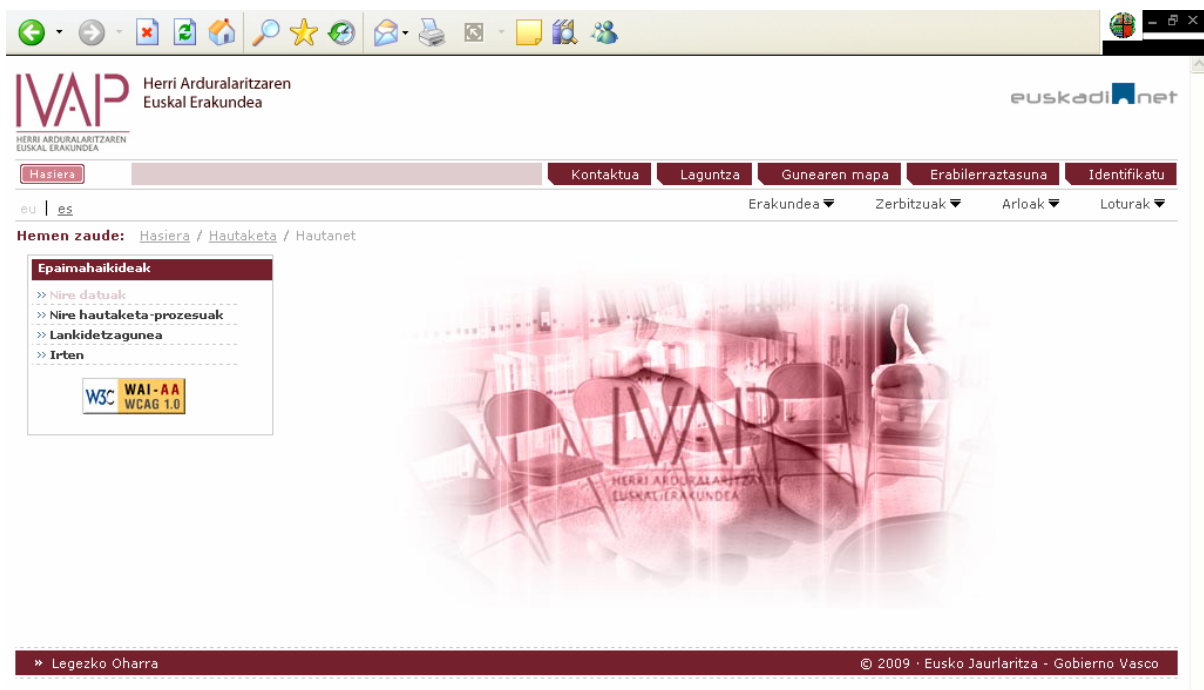 IVAP
Herri Arduralaritzaren
Euskal Erakundea
HERRI ARDURALARITZAREN
EUSKAL ERAKUNDEA
euskadi net
Hasiera
Kontaktua
Laguntza
Gunearen mapa
Erabilerraztasuna
Identifikatu
eu | es
Erakundea
Zerbitzuak
Arloak
Loturak
Hemen zaude: Hasiera / Hautaketa / Hautanet
Epaimahaikideak
» Nire datuak
» Nire hautaketa-prozesuak
» Lankidetzagunea
» Irten
W3C WAI-AA
WCAG 1.0
IVAP
HERRI ARDURALARITZAREN
EUSKAL ERAKUNDEA
» Legezko Oharra
© 2009 · Eusko Jaurlaritza - Gobierno Vasco